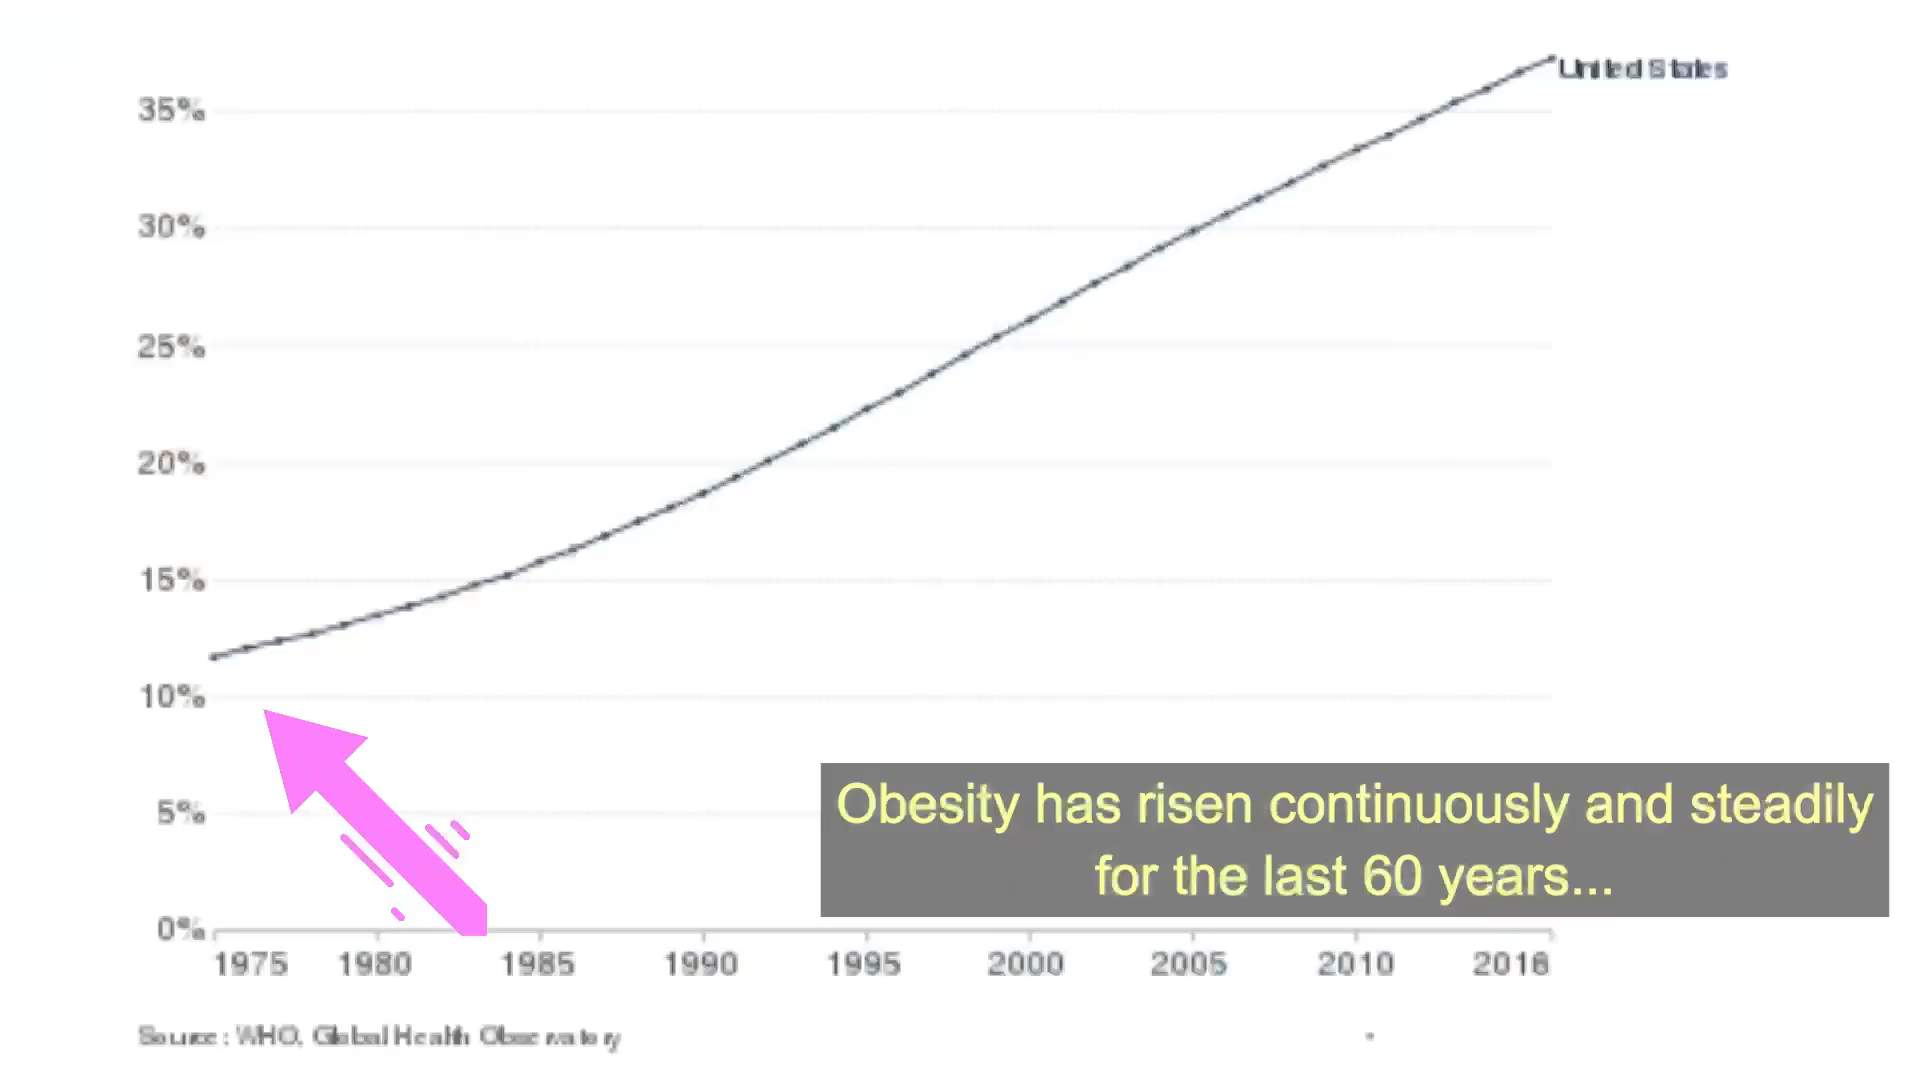 United States
35%
30%
25%
20%
15%
10%
5%
0%
Obesity has risen continuously and steadily
for the last 60 years...
1975 1980 1985 1990 1995 2000 2005 2010 2016
Source: WHO, Global Health Observatory